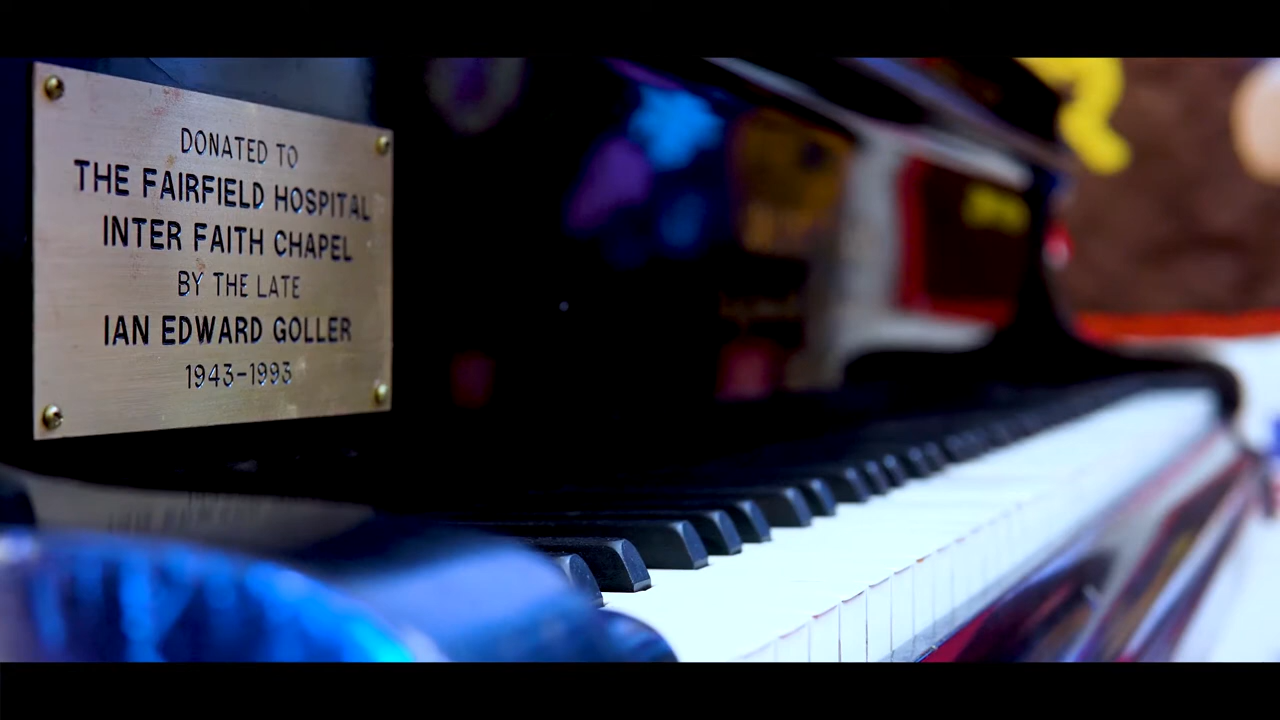 DONATED TO
THE FAIRFIELD HOSPITAL
INTER FAITH CHAPEL
BY THE LATE
IAN EDWARD GOLLER
1943-1993